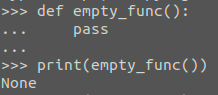 >>> def empty_func():
...     pass
...
>>> print(empty_func())
None